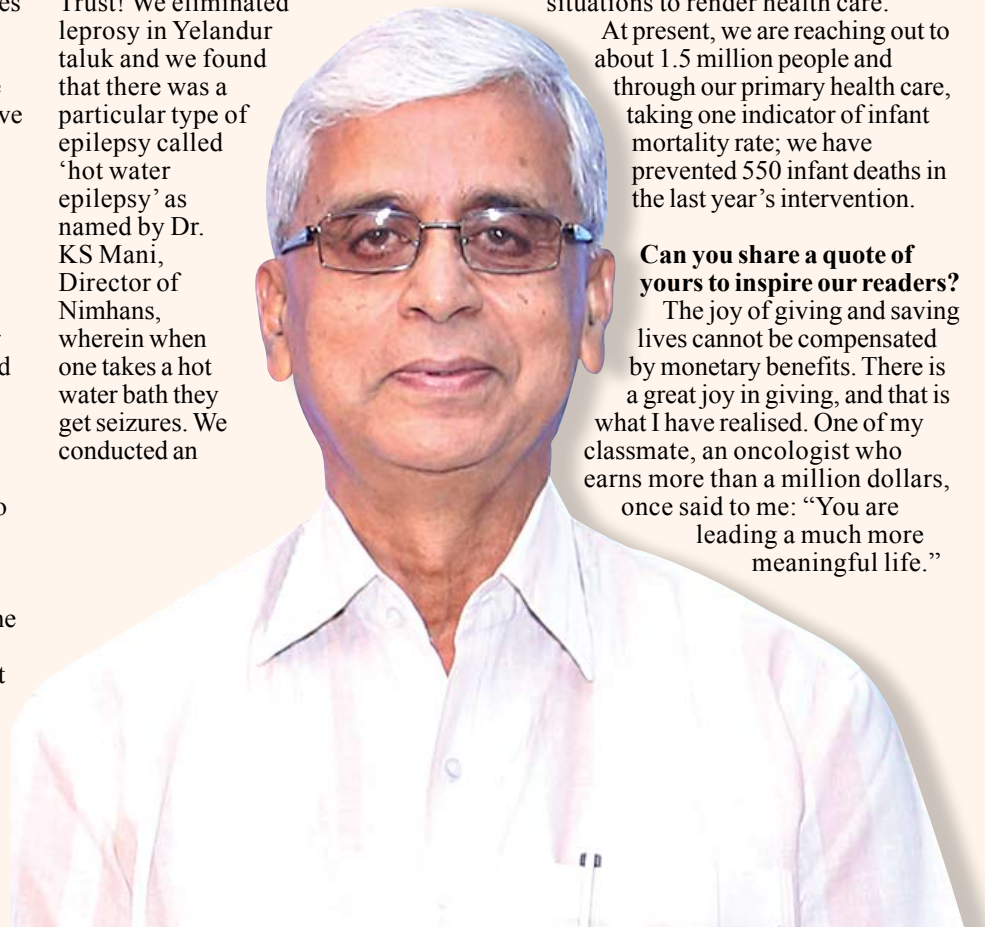 es
ve
d
o
ne
t
Trust! We eliminated
leprosy in Yelandur
taluk and we found
that there was a
particular type of
epilepsy called
‘hot water
epilepsy’ as
named by Dr.
KS Mani,
Director of
Nimhans,
wherein when
one takes a hot
water bath they
get seizures. We
conducted an
situations to render health care.
At present, we are reaching out to
about 1.5 million people and
through our primary health care,
taking one indicator of infant
mortality rate; we have
prevented 550 infant deaths in
the last year’s intervention.
Can you share a quote of
yours to inspire our readers?
The joy of giving and saving
lives cannot be compensated
by monetary benefits. There is
a great joy in giving, and that is
what I have realised. One of my
classmate, an oncologist who
earns more than a million dollars,
once said to me: “You are
leading a much more
meaningful life.”